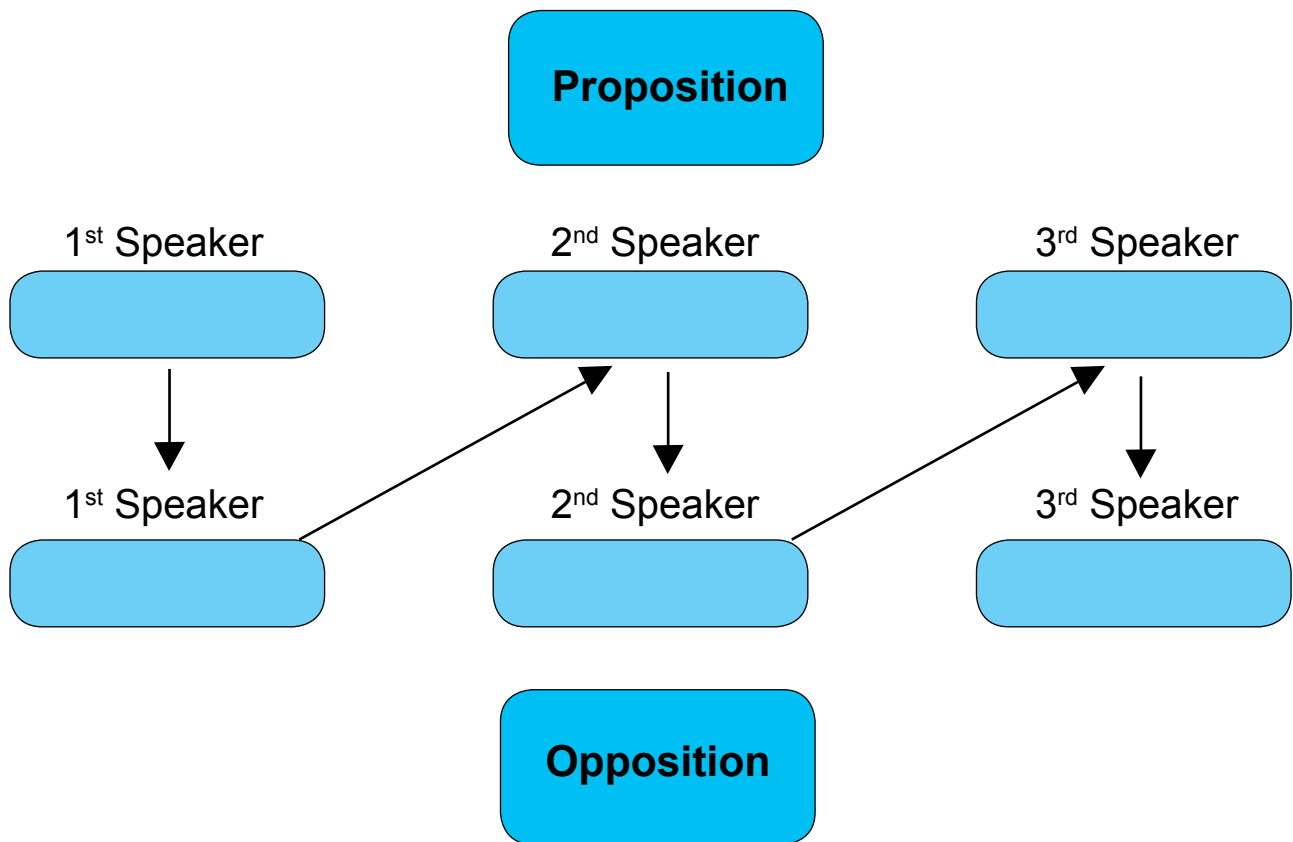 Proposition
1st Speaker
2nd Speaker
3rd Speaker
1st Speaker
2nd Speaker
3rd Speaker
Opposition